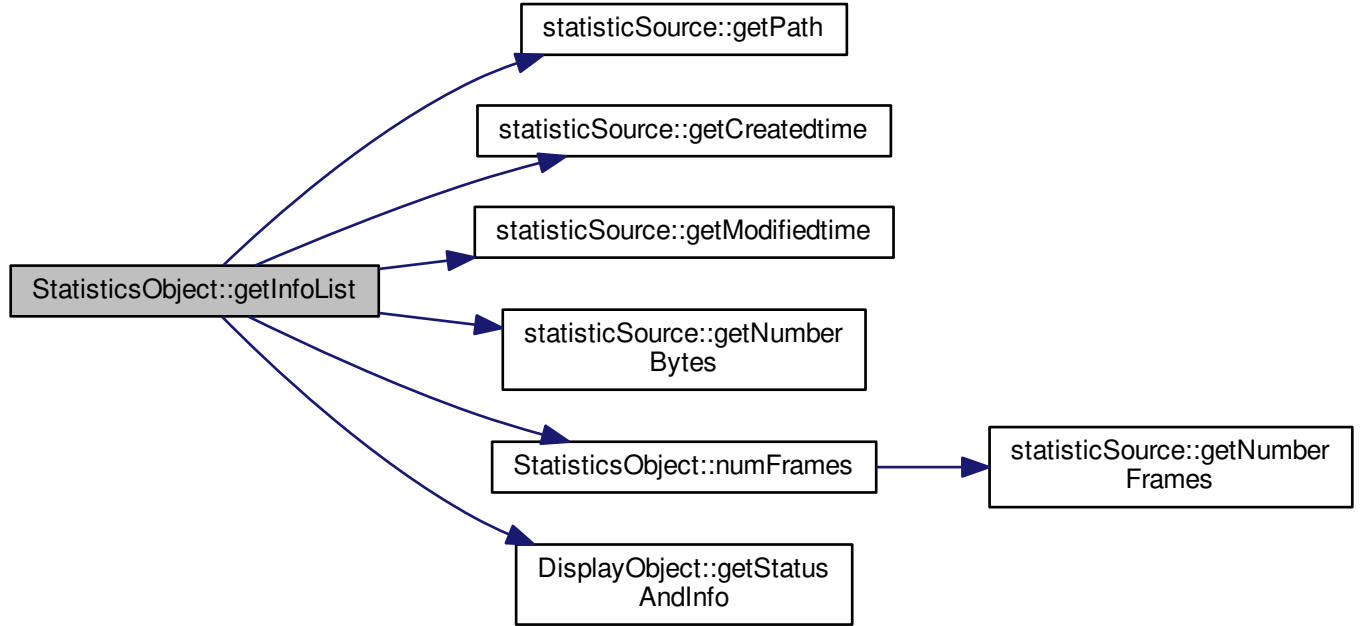 statisticSource::getPath
statisticSource::getCreatedtime
statisticSource::getModifiedtime
StatisticsObject::getInfoList
statisticSource::getNumber
Bytes
StatisticsObject::numFrames
statisticSource::getNumber
Frames
DisplayObject::getStatus
AndInfo